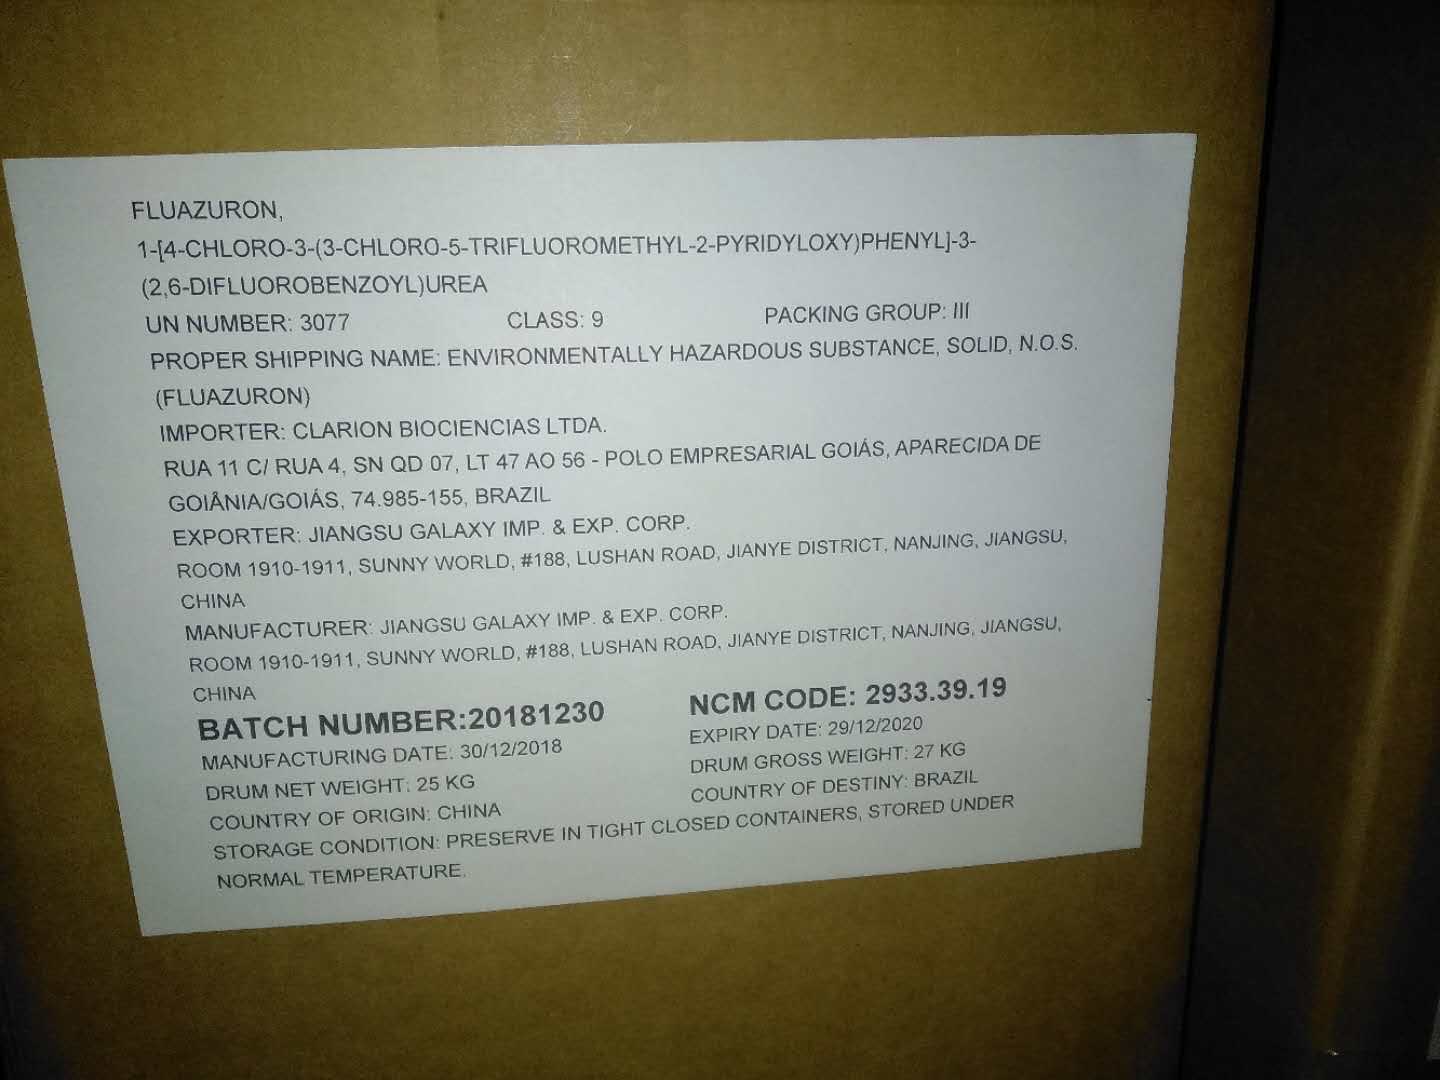 FLUAZURON,
1-[4-CHLORO-3-(3-CHLORO-5-TRIFLUOROMETHYL-2-PYRIDYLOXY)PHENYL]-3-
(2,6-DIFLUOROBENZOYL)UREA
UN NUMBER: 3077 CLASS: 9 PACKING GROUP: III
PROPER SHIPPING NAME: ENVIRONMENTALLY HAZARDOUS SUBSTANCE, SOLID, N.O.S.
(FLUAZURON)
IMPORTER: CLARION BIOCIENCIAS LTDA.
RUA 11 C/ RUA 4, SN QD 07, LT 47 AO 56 - POLO EMPRESARIAL GOIÁS, APARECIDA DE
GOIÂNIA/GOIÁS, 74.985-155, BRAZIL
EXPORTER: JIANGSU GALAXY IMP. & EXP. CORP.
ROOM 1910-1911, SUNNY WORLD, #188, LUSHAN ROAD, JIANYE DISTRICT, NANJING, JIANGSU,
CHINA
MANUFACTURER: JIANGSU GALAXY IMP. & EXP. CORP.
ROOM 1910-1911, SUNNY WORLD, #188, LUSHAN ROAD, JIANYE DISTRICT, NANJING, JIANGSU,
CHINA
BATCH NUMBER:20181230 NCM CODE: 2933.39.19
MANUFACTURING DATE: 30/12/2018 EXPIRY DATE: 29/12/2020
DRUM NET WEIGHT: 25 KG DRUM GROSS WEIGHT: 27 KG
COUNTRY OF ORIGIN: CHINA COUNTRY OF DESTINY: BRAZIL
STORAGE CONDITION: PRESERVE IN TIGHT CLOSED CONTAINERS, STORED UNDER
NORMAL TEMPERATURE.